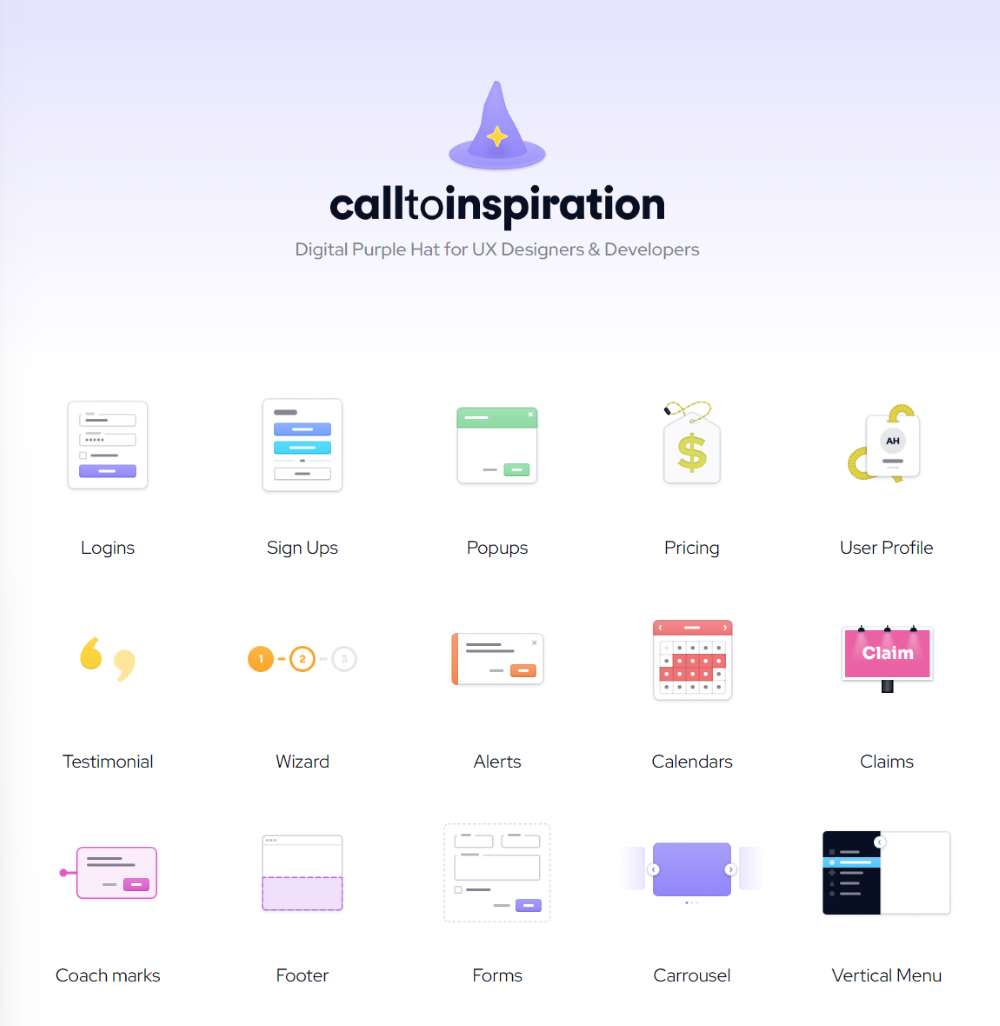 calltoinspiration
Digital Purple Hat for UX Designers & Developers
$
AH
Logins
Sign Ups
Popups
Pricing
User Profile
1
2
3
Claim
Testimonial
Wizard
Alerts
Calendars
Claims
Coach marks
Footer
Forms
Carrousel
Vertical Menu